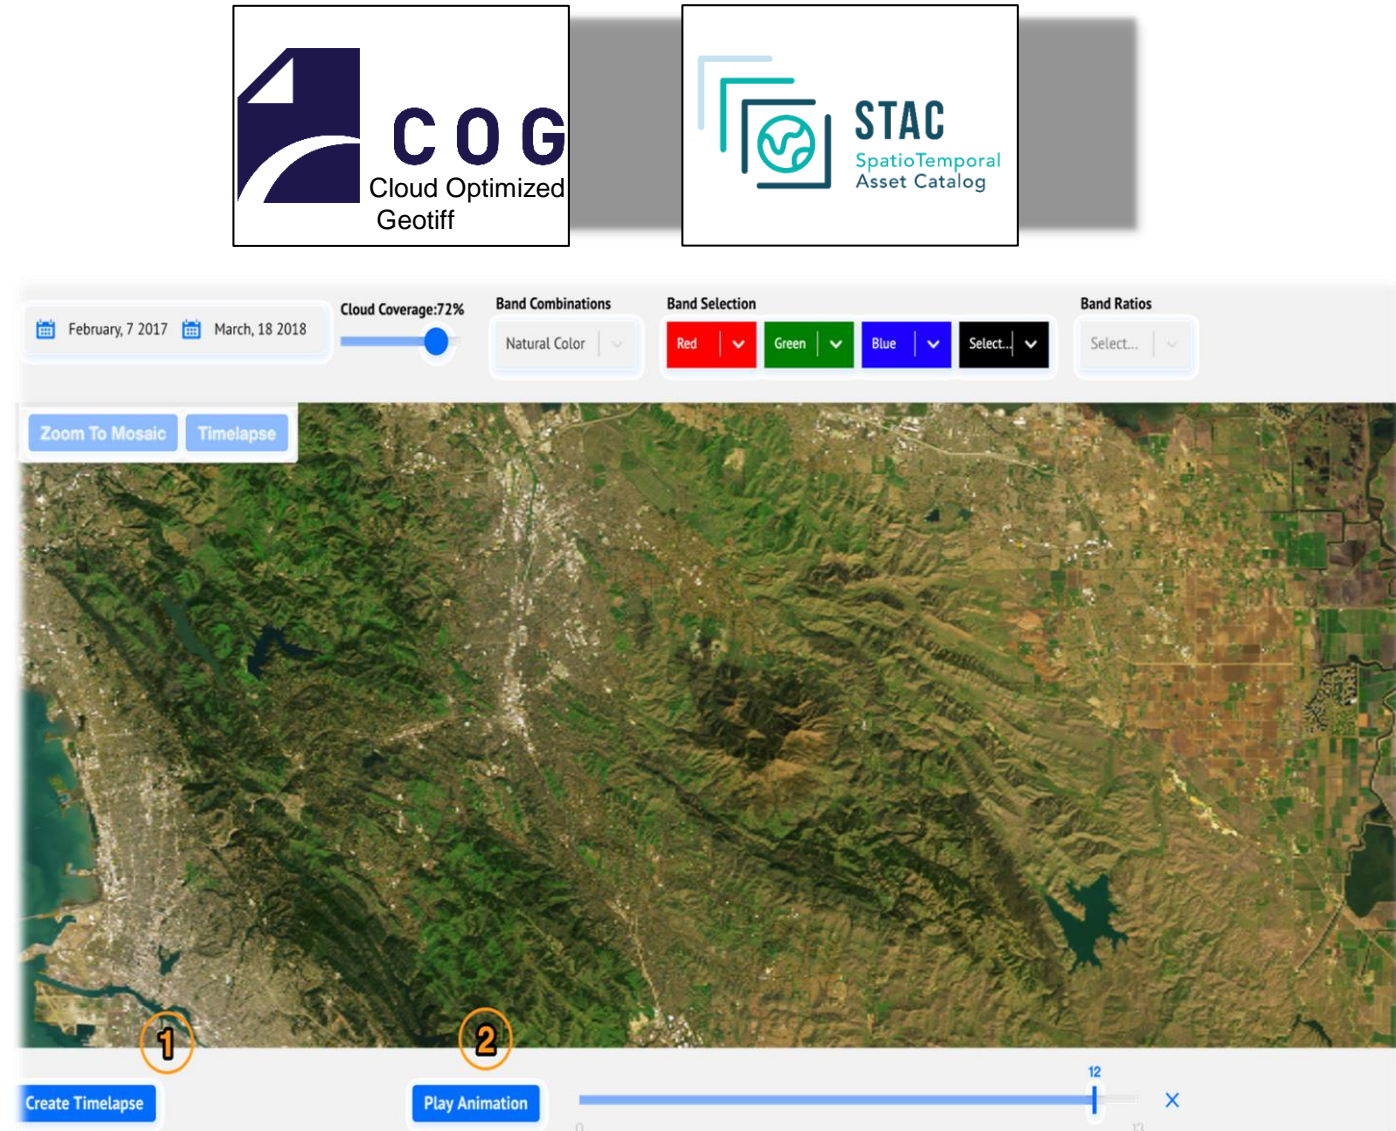 COG
Cloud Optimized
Geotiff
STAC
SpatioTemporal
Asset Catalog
Cloud Coverage:72%
Band Combinations
Band Selection
Band Ratios
February, 7 2017
March, 18 2018
Natural Color
Red
Green
Blue
Select...
Select...
Zoom To Mosaic
Timelapse
1
2
12
Create Timelapse
Play Animation
0
13